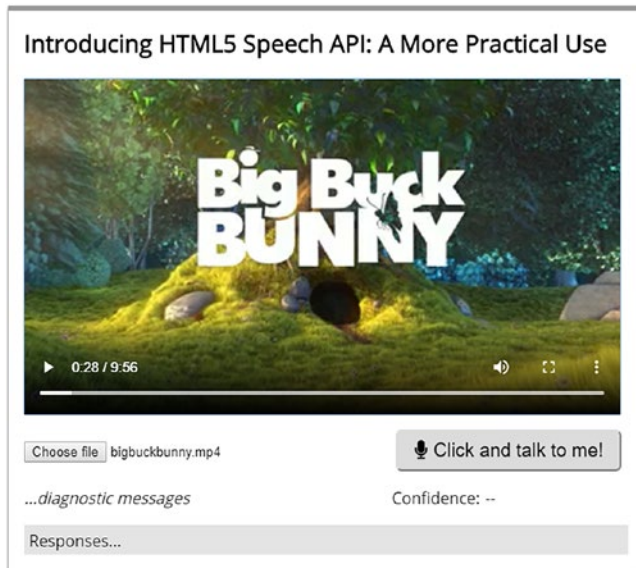 Introducing HTML5 Speech API: A More Practical Use
Big Buck
BUNNY
0:28 / 9:56
Choose file bigbuckbunny.mp4
Click and talk to me!
...diagnostic messages
Confidence: --
Responses...